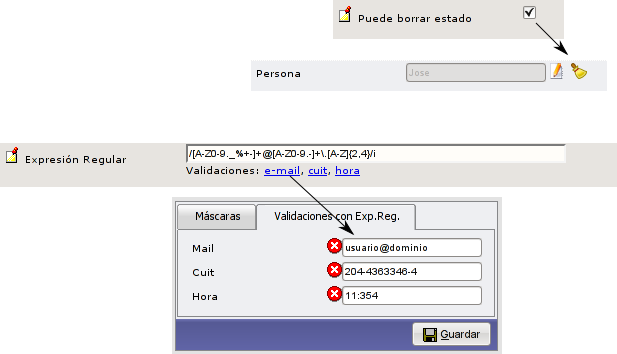 Puede borrar estado
Persona
Jose
Expresión Regular
/[A-Z0-9._%+-]+@[A-Z0-9.-]+\.[A-Z]{2,4}/i
Validaciones: e-mail, cuit, hora
Máscaras
Validaciones con Exp.Reg.
Mail
usuario@dominio
Cuit
204-4363346-4
Hora
11:354
Guardar